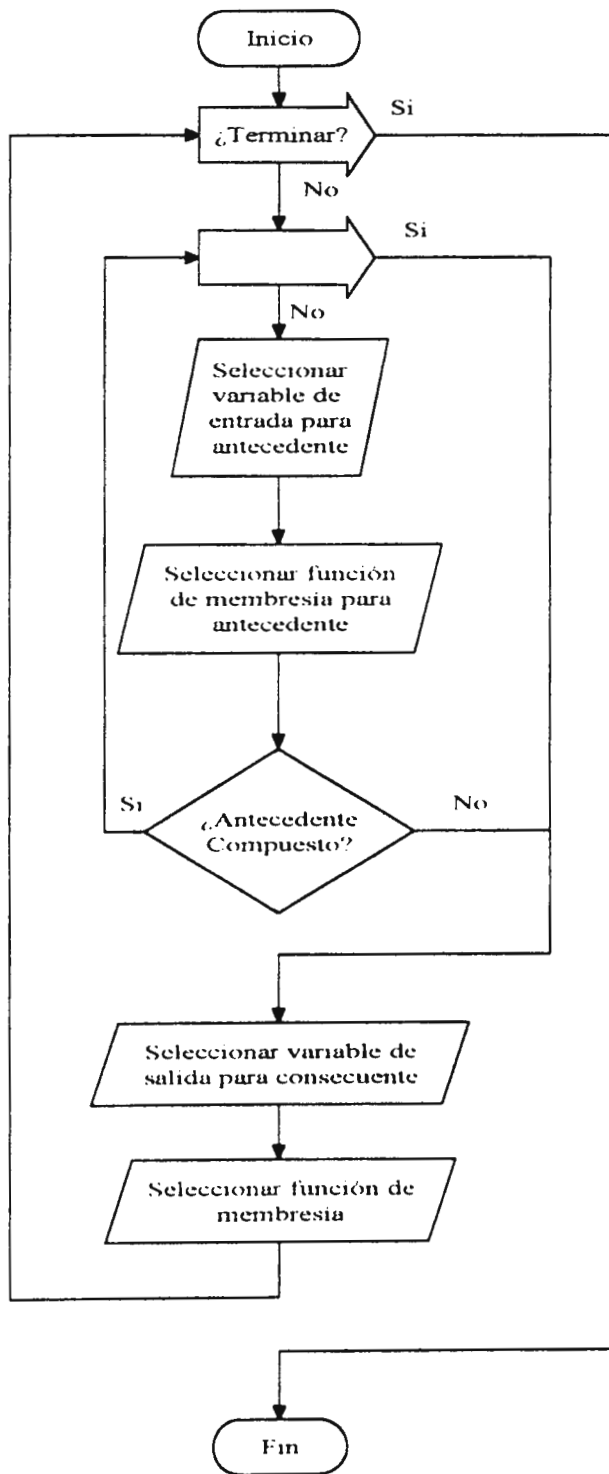 Inicio
Si
¿Terminar?
No
Si
No
Seleccionar
variable de
entrada para
antecedente
Seleccionar función
de membresia para
antecedente
Si
¿Antecedente
Compuesto?
No
Seleccionar variable de
salida para consecuente
Seleccionar función de
membresia
Fin